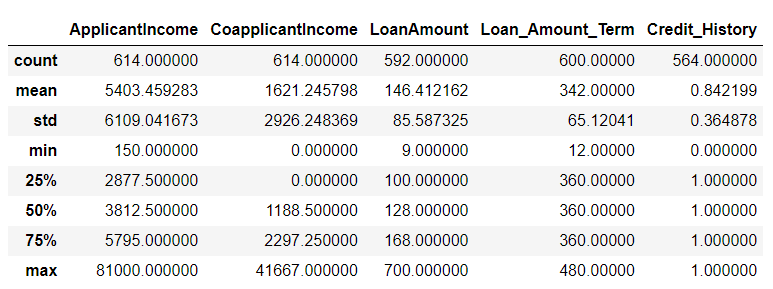 ApplicantIncome CoapplicantIncome LoanAmount Loan_Amount_Term Credit_History
count 614.000000 614.000000 592.000000 600.00000 564.000000
mean 5403.459283 1621.245798 146.412162 342.00000 0.842199
std 6109.041673 2926.248369 85.587325 65.12041 0.364878
min 150.000000 0.000000 9.000000 12.00000 0.000000
25% 2877.500000 0.000000 100.000000 360.00000 1.000000
50% 3812.500000 1188.500000 128.000000 360.00000 1.000000
75% 5795.000000 2297.250000 168.000000 360.00000 1.000000
max 81000.000000 41667.000000 700.000000 480.00000 1.000000